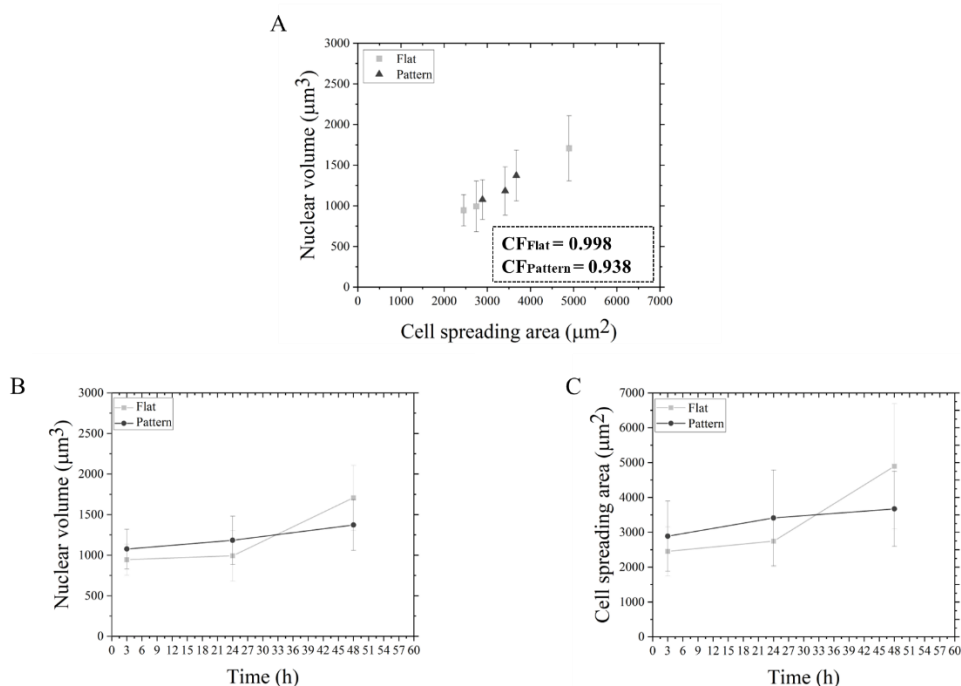 A
Nuclear volume (μm³)
3000
2500
2000
1500
1000
500
0
Flat
Pattern
CF_Flat = 0.998
CF_Pattern = 0.938
0 1000 2000 3000 4000 5000 6000 7000
Cell spreading area (μm²)
B
Nuclear volume (μm³)
3000
2500
2000
1500
1000
500
0
Flat
Pattern
0 3 6 9 12 15 18 21 24 27 30 33 36 39 42 45 48 51 54 57 60
Time (h)
C
Cell spreading area (μm²)
7000
6000
5000
4000
3000
2000
1000
0
Flat
Pattern
0 3 6 9 12 15 18 21 24 27 30 33 36 39 42 45 48 51 54 57 60
Time (h)